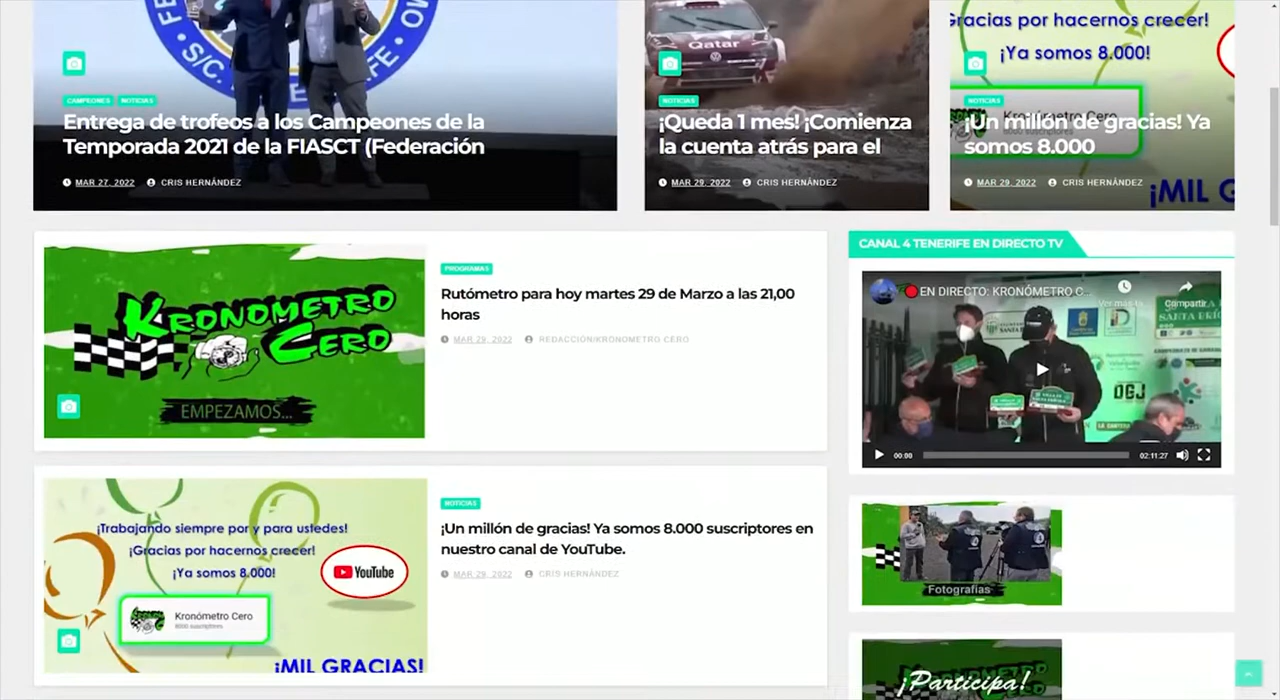 S/C.
Entrega de trofeos a los Campeones de la
Temporada 2021 de la FIASCT (Federación
CAMPEONES
NOTICIAS
MAR 27, 2022
CRIS HERNÁNDEZ
Qatar
NOTICIAS
¡Queda 1 mes! ¡Comienza
la cuenta atrás para el
MAR 29, 2022
CRIS HERNÁNDEZ
Gracias por hacernos crecer!
¡Ya somos 8.000!
NOTICIAS
¡Un millón de gracias! Ya
somos 8.000
MAR 29, 2022
CRIS HERNÁNDEZ
¡MIL G
KRONOMETRO
CERO
EMPEZAMOS...
PROGRAMAS
Rutómetro para hoy martes 29 de Marzo a las 21,00
horas
MAR 29, 2022
REDACCIÓN/KRONOMETRO CERO
¡Trabajando siempre por y para ustedes!
¡Gracias por hacernos crecer!
¡Ya somos 8.000!
YouTube
Kronómetro Cero
8000 suscriptores
¡MIL GRACIAS!
NOTICIAS
¡Un millón de gracias! Ya somos 8.000 suscriptores en
nuestro canal de YouTube.
MAR 29, 2022
CRIS HERNÁNDEZ
CANAL 4 TENERIFE EN DIRECTO TV
EN DIRECTO: KRONÓMETRO C...
Ver más ta...
Compartir
DGJ
00:00
02:11:27
Fotografías
¡Participa!